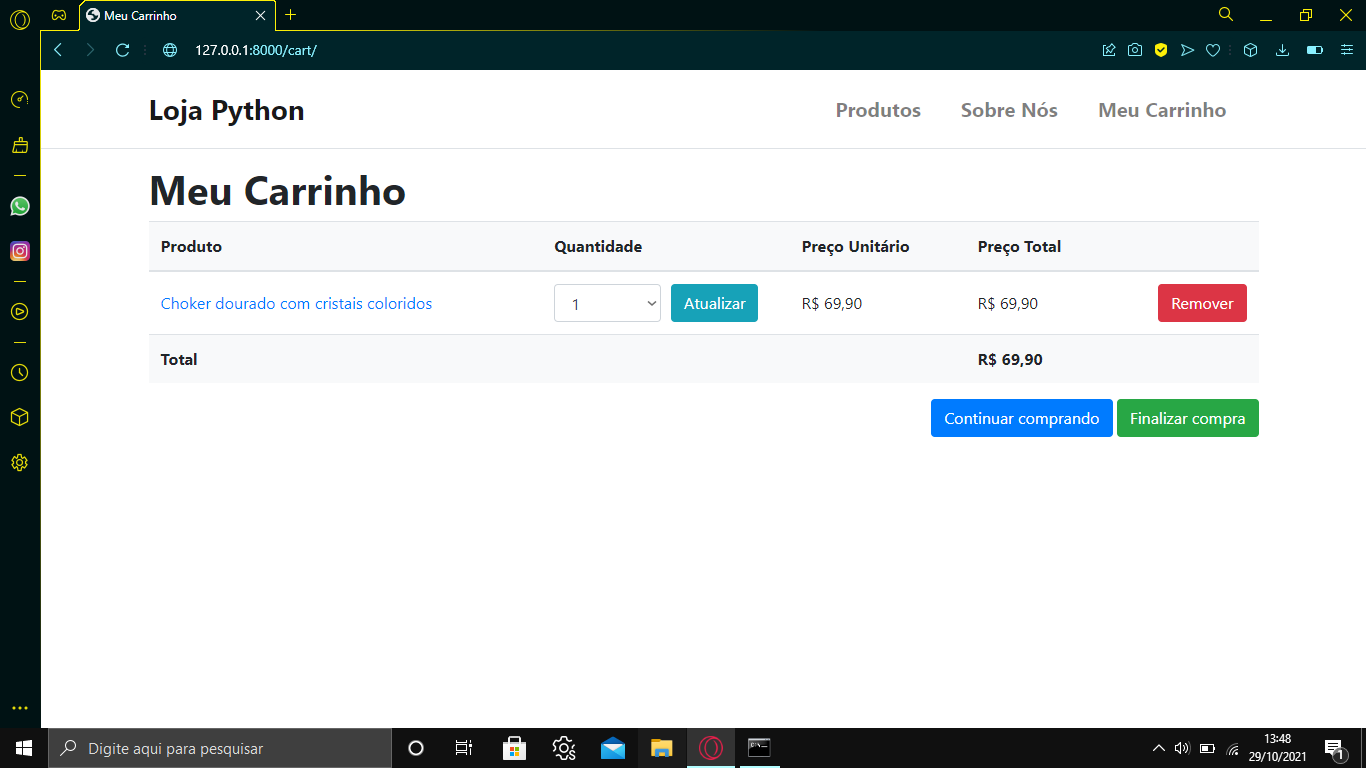 Meu Carrinho
127.0.0.1:8000/cart/
Loja Python
Produtos Sobre Nós Meu Carrinho
Meu Carrinho
Produto Quantidade Preço Unitário Preço Total
Choker dourado com cristais coloridos 1 Atualizar R$ 69,90 R$ 69,90 Remover
Total R$ 69,90
Continuar comprando Finalizar compra
Digite aqui para pesquisar
13:48
29/10/2021
1